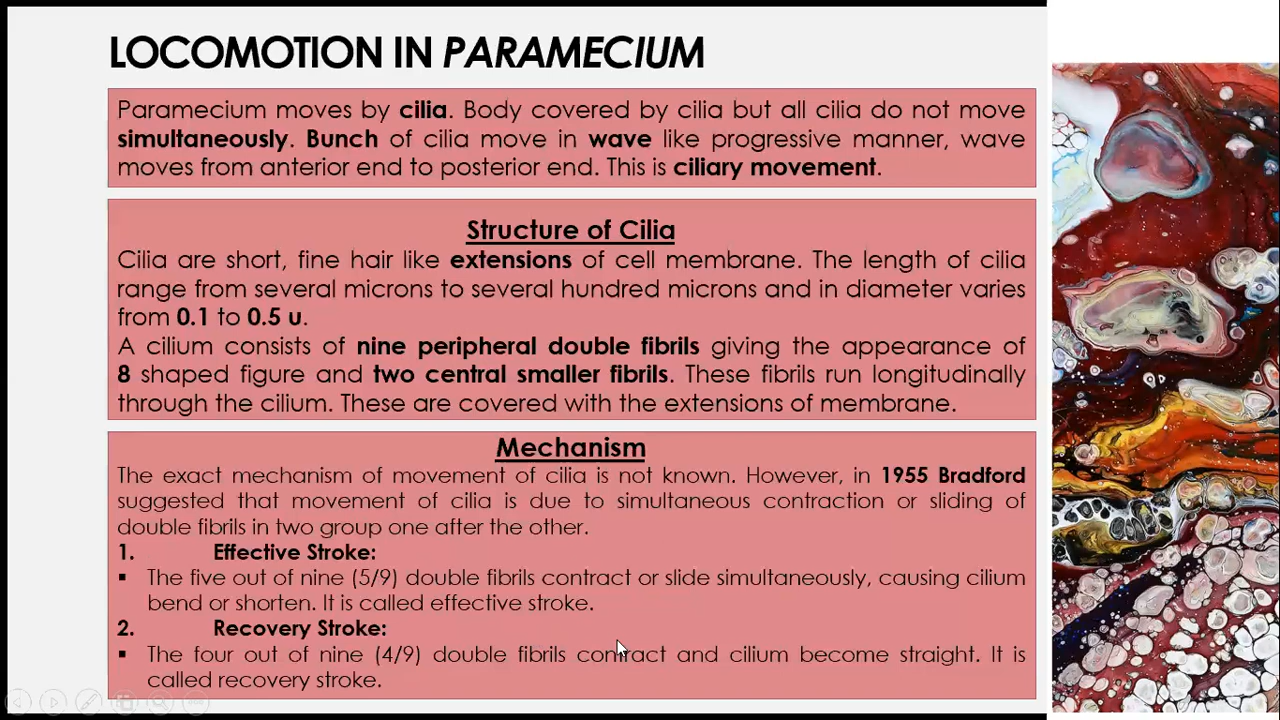 LOCOMOTION IN PARAMECIUM
Paramecium moves by cilia. Body covered by cilia but all cilia do not move
simultaneously. Bunch of cilia move in wave like progressive manner, wave
moves from anterior end to posterior end. This is ciliary movement.
Structure of Cilia
Cilia are short, fine hair like extensions of cell membrane. The length of cilia
range from several microns to several hundred microns and in diameter varies
from 0.1 to 0.5 u.
A cilium consists of nine peripheral double fibrils giving the appearance of
8 shaped figure and two central smaller fibrils. These fibrils run longitudinally
through the cilium. These are covered with the extensions of membrane.
Mechanism
The exact mechanism of movement of cilia is not known. However, in 1955 Bradford
suggested that movement of cilia is due to simultaneous contraction or sliding of
double fibrils in two group one after the other.
1. Effective Stroke:
▪ The five out of nine (5/9) double fibrils contract or slide simultaneously, causing cilium
bend or shorten. It is called effective stroke.
2. Recovery Stroke:
▪ The four out of nine (4/9) double fibrils contract and cilium become straight. It is
called recovery stroke.